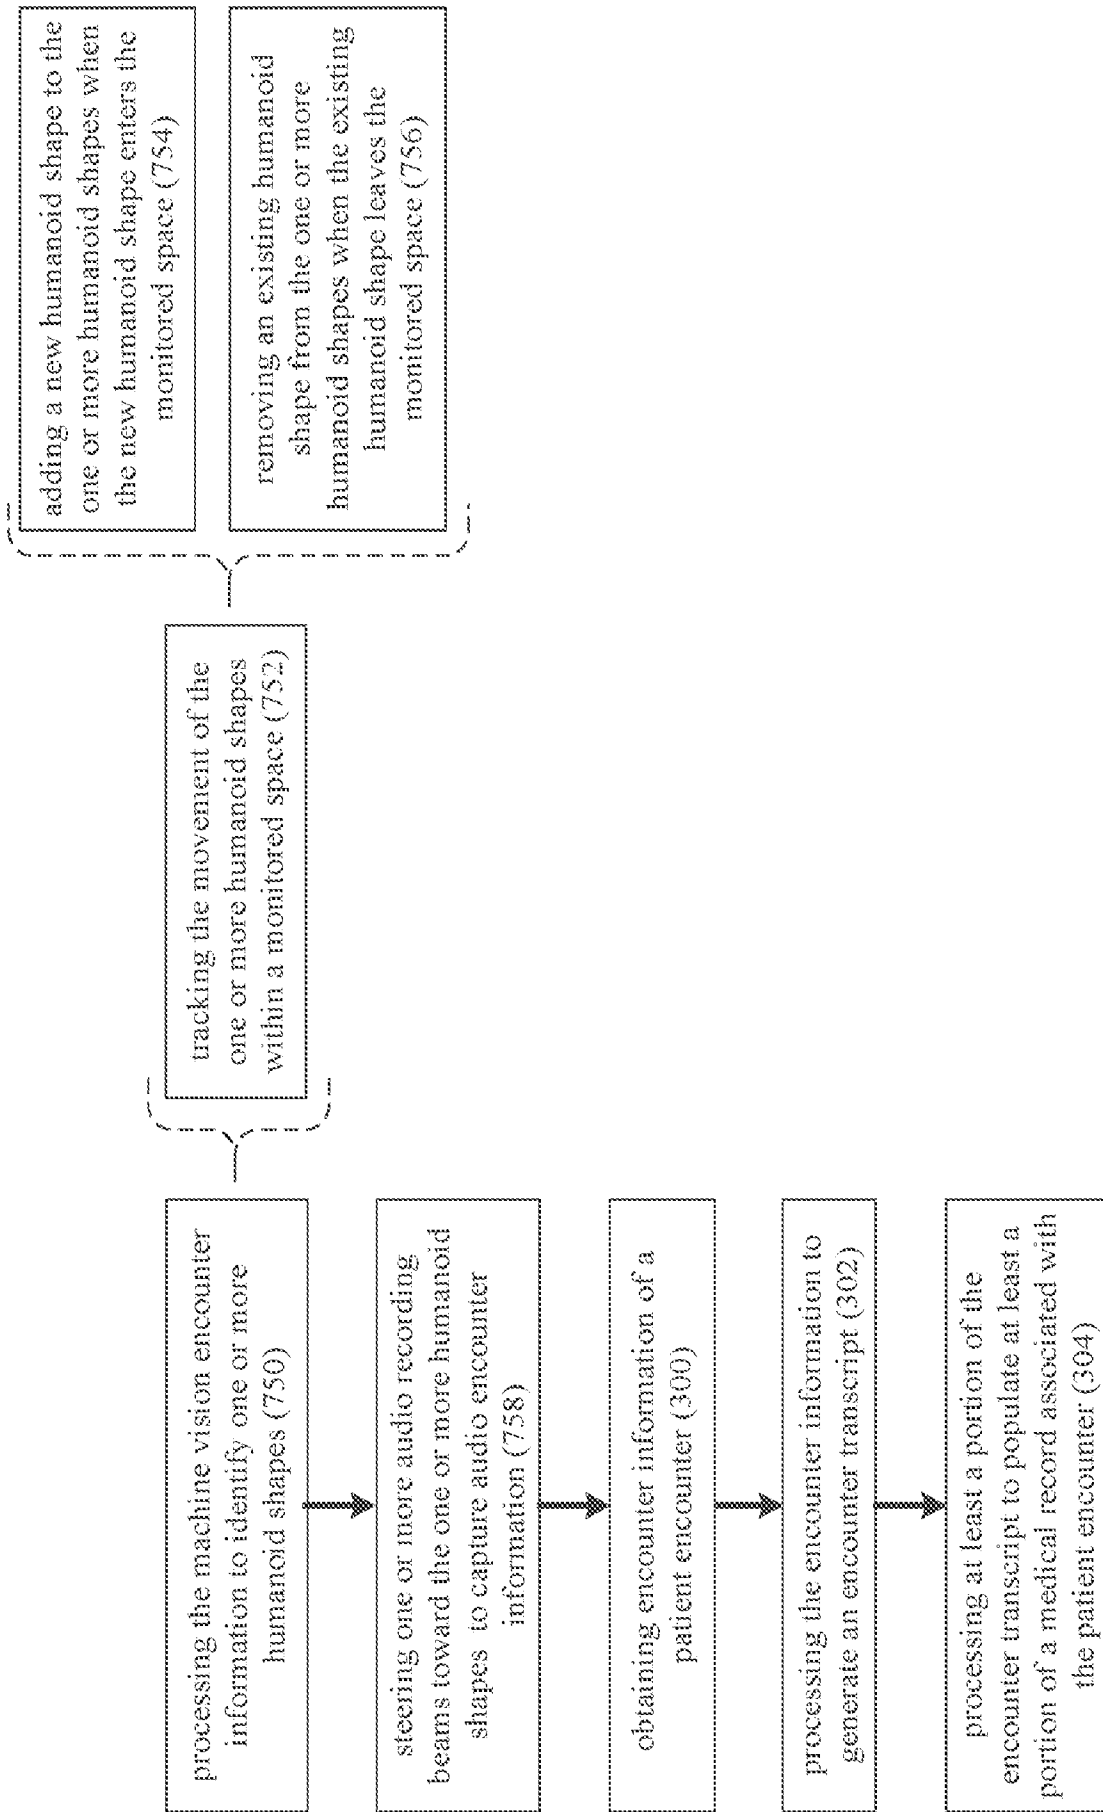 processing the machine vision encounter
information to identify one or more
humanoid shapes (750)
tracking the movement of the
one or more humanoid shapes
within a monitored space (752)
adding a new humanoid shape to the
one or more humanoid shapes when
the new humanoid shape enters the
monitored space (754)
removing an existing humanoid
shape from the one or more
humanoid shapes when the existing
humanoid shape leaves the
monitored space (756)
steering one or more audio recording
beams toward the one or more humanoid
shapes to capture audio encounter
information (758)
obtaining encounter information of a
patient encounter (300)
processing the encounter information to
generate an encounter transcript (302)
processing at least a portion of the
encounter transcript to populate at least a
portion of a medical record associated with
the patient encounter (304)